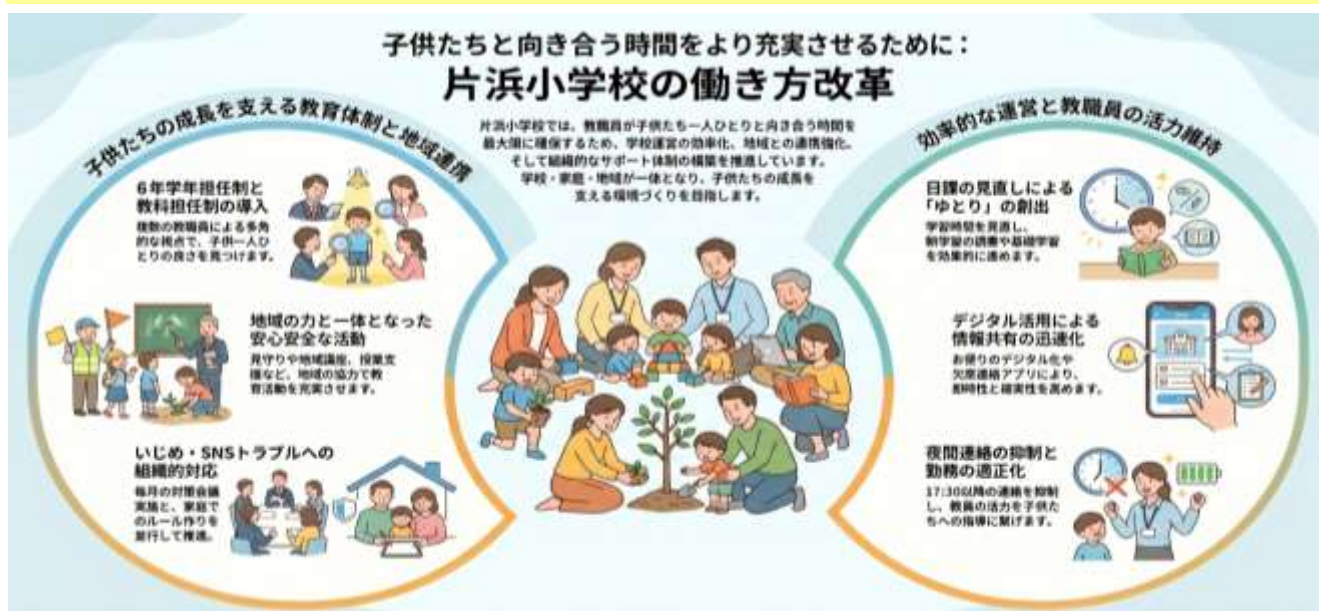 子供たちと向き合う時間をより充実させるために：
片浜小学校の働き方改革
片浜小学校では、教職員が子供たち一人ひとりと向き合う時間を
最大限に確保するため、学校運営の効率化、地域との連携強化、
そして組織的なサポート体制の構築を推進しています。
学校・家庭・地域が一体となり、子供たちの成長を
支える環境づくりを目指します。
子供たちの成長を支える教育体制と地域連携
6年学年担任制と
教科担任制の導入
複数の教職員による多角
的な視点で、子供一人ひ
とりの良さを見つけます。
地域の力と一体となった
安心安全な活動
見守りや地域講座、授業支
援など、地域の協力で教
育活動を充実させます。
いじめ・SNSトラブルへの
組織的対応
毎月の対策会議
実施と、家庭で
のルール作りを
並行して推進。
効率的な運営と教職員の活力維持
日課の見直しによる
「ゆとり」の創出
学習時間を見直し、
朝学習の読書や基礎学習
を効果的に進めます。
デジタル活用による
情報共有の迅速化
お便りのデジタル化や
欠席連絡アプリにより、
即時性と確実性を高めます。
夜間連絡の抑制と
勤務の適正化
17:30以降の連絡を抑制
し、教員の活力を子供た
ちへの指導に繋げます。